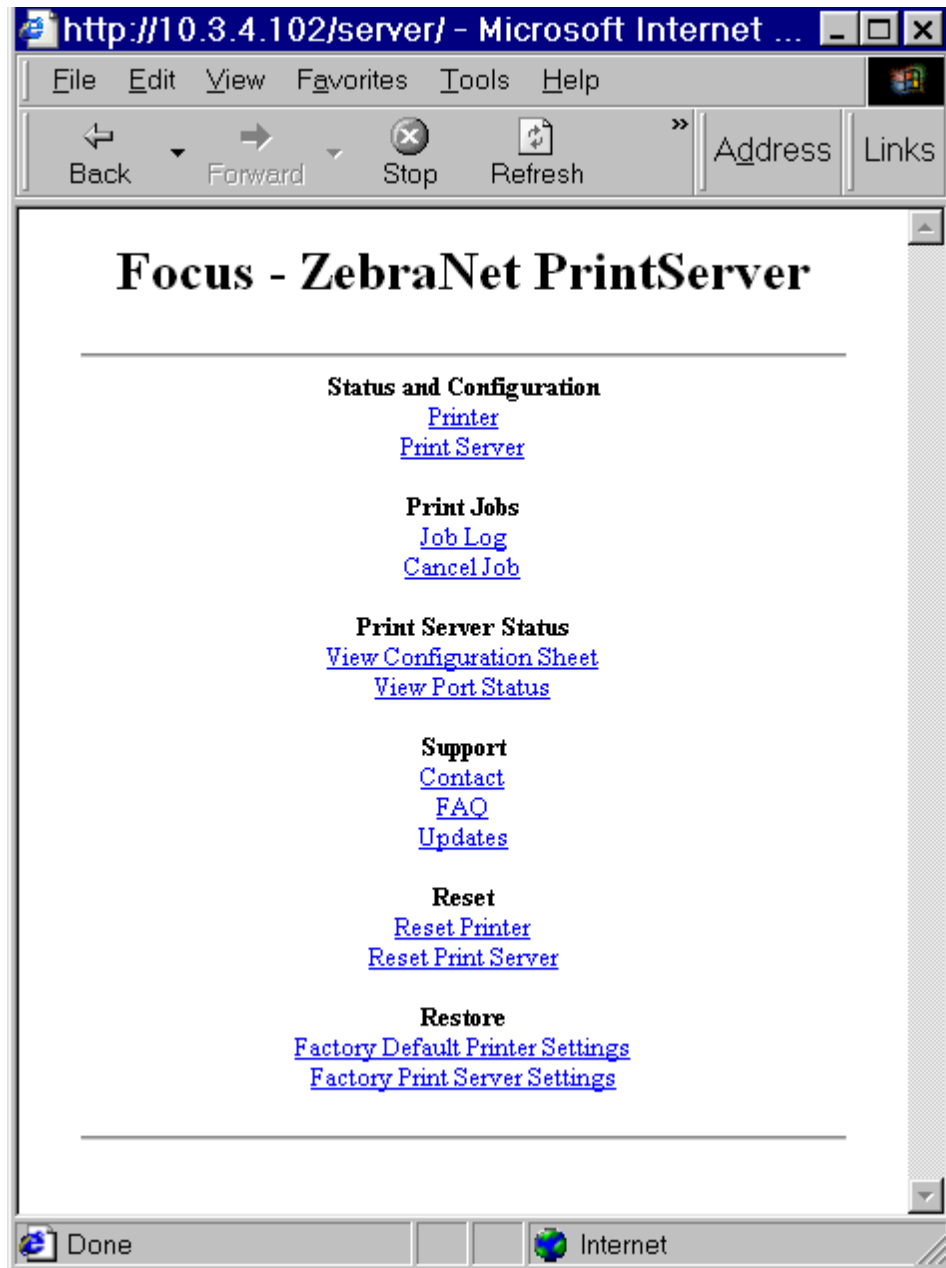 http://10.3.4.102/server/ - Microsoft Internet ...
File Edit View Favorites Tools Help
Back Forward Stop Refresh » Address Links
Focus - ZebraNet PrintServer
Status and Configuration
Printer
Print Server
Print Jobs
Job Log
Cancel Job
Print Server Status
View Configuration Sheet
View Port Status
Support
Contact
FAQ
Updates
Reset
Reset Printer
Reset Print Server
Restore
Factory Default Printer Settings
Factory Print Server Settings
Done Internet